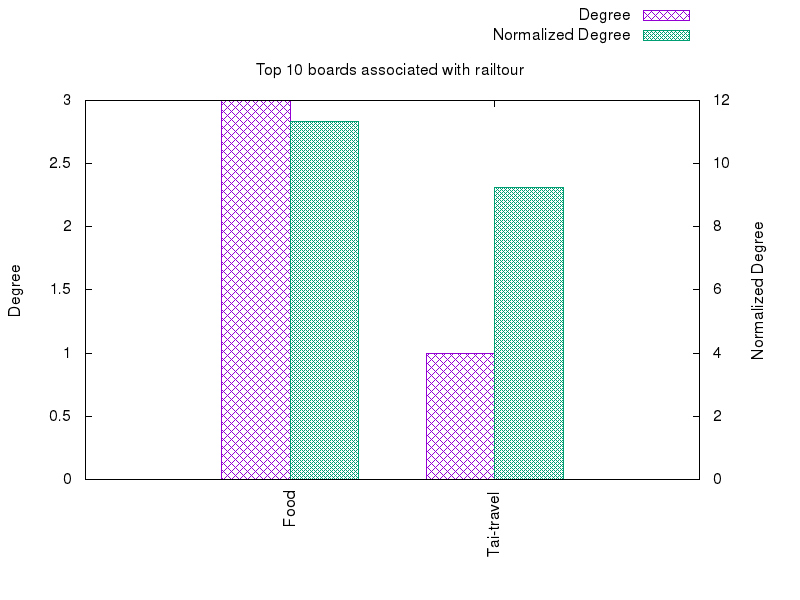 Degree
Normalized Degree
Top 10 boards associated with railtour
3
2.5
2
1.5
1
0.5
0
12
10
8
6
4
2
0
Degree
Normalized Degree
Food
Tai-travel